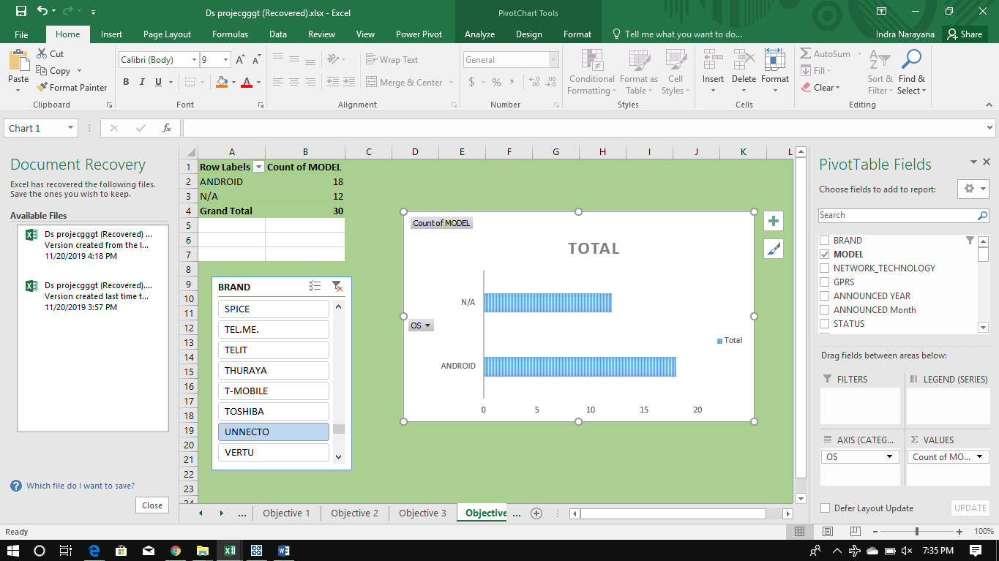 Ds projecgggt (Recovered).xlsx - Excel
PivotChart Tools
File Home Insert Page Layout Formulas Data Review View Power Pivot Analyze Design Format Tell me what you want to do... Indra Narayana Share
Paste
Cut
Copy
Format Painter
Clipboard
Calibri (Body) 9
B I U
Font
Wrap Text
Merge & Center
Alignment
General
$ % ,
Number
Conditional Formatting
Format as Table
Cell Styles
Styles
Insert Delete Format
Cells
AutoSum
Fill
Clear
Sort & Filter
Find & Select
Editing
Chart 1
fx
Document Recovery
Excel has recovered the following files.
Save the ones you wish to keep.
Available Files
Ds projecgggt (Recovered) ...
Version created from the l...
11/20/2019 4:18 PM
Ds projecgggt (Recovered)....
Version created last time t...
11/20/2019 3:57 PM
Which file do I want to save?
Close
A B C D E F G H I J K L
1 Row Labels Count of MODEL
2 ANDROID 18
3 N/A 12
4 Grand Total 30
5
6
7
8
9
10
11
12
13
14
15
16
17
18
19
20
21
22
23
24
BRAND
SPICE
TEL.ME.
TELIT
THURAYA
T-MOBILE
TOSHIBA
UNNECTO
VERTU
Count of MODEL
TOTAL
N/A
OS
Total
ANDROID
0 5 10 15 20
PivotTable Fields
Choose fields to add to report:
Search
BRAND
MODEL
NETWORK_TECHNOLOGY
GPRS
ANNOUNCED YEAR
ANNOUNCED Month
STATUS
Drag fields between areas below:
FILTERS
LEGEND (SERIES)
AXIS (CATEG...
VALUES
OS
Count of MO...
Defer Layout Update
UPDATE
... Objective 1 Objective 2 Objective 3 Objective ...
Ready
100%
7:35 PM